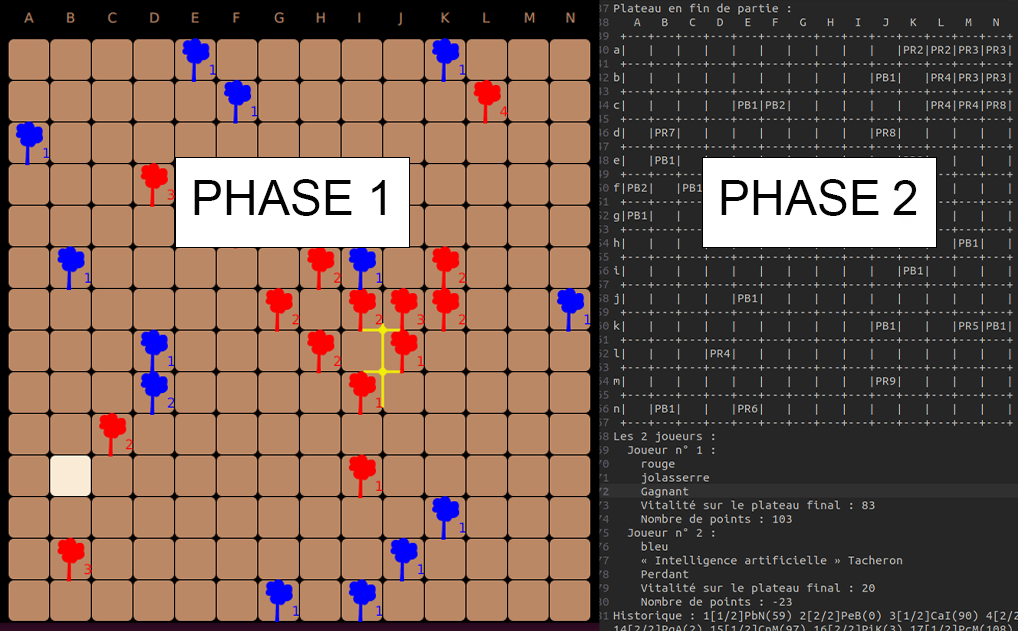 A B C D E F G H I J K L M N
1 1
1 4
1
3
PHASE 1
1 2 1 2
2 2 3 2 1
1 2 1
2 1
2
1
1
3 1
1 1
Plateau en fin de partie :
A B C D E F G H I J K L M N
+---+---+---+---+---+---+---+---+---+---+---+---+---+---+
a| | | | | | | | | | |PR2|PR2|PR3|PR3|
+---+---+---+---+---+---+---+---+---+---+---+---+---+---+
b| | | | | | | | | |PB1| |PR4|PR3|PR3|
+---+---+---+---+---+---+---+---+---+---+---+---+---+---+
c| | | | |PB1|PB2| | | | | |PR4|PR4|PR8|
+---+---+---+---+---+---+---+---+---+---+---+---+---+---+
d| |PR7| | | | | | | |PR8| | | | |
+---+---+---+---+---+---+---+---+---+---+---+---+---+---+
e| |PB1|
PHASE 2
f|PB2| |PB1
g|PB1| |
h| | | |PB1| |
+---+---+---+---+---+---+---+---+---+---+---+---+---+---+
i| | | | | | | | | | |PB1| | | |
+---+---+---+---+---+---+---+---+---+---+---+---+---+---+
j| | | | |PB1| | | | | | | | | |
+---+---+---+---+---+---+---+---+---+---+---+---+---+---+
k| | | | | | | | | |PB1| | |PR5|PB1|
+---+---+---+---+---+---+---+---+---+---+---+---+---+---+
l| | | |PR4| | | | | | | | | | |
+---+---+---+---+---+---+---+---+---+---+---+---+---+---+
m| | | | | | | | | |PR9| | | | |
+---+---+---+---+---+---+---+---+---+---+---+---+---+---+
n| |PB1| | |PR6| | | | | | | | | |
+---+---+---+---+---+---+---+---+---+---+---+---+---+---+
Les 2 joueurs :
Joueur n° 1 :
rouge
jolasserre
Gagnant
Vitalité sur le plateau final : 83
Nombre de points : 103
Joueur n° 2 :
bleu
« Intelligence artificielle » Tacheron
Perdant
Vitalité sur le plateau final : 20
Nombre de points : -23
Historique : 1[1/2]PbN(59) 2[2/2]PeB(0) 3[1/2]CaI(90) 4[2/2
14[2/2]PgA(2) 15[1/2]CnM(97) 16[2/2]PiK(3) 17[1/2]PcM(108)